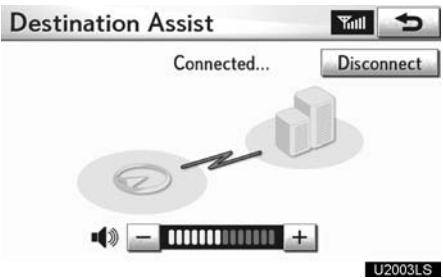 Destination Assist
Connected...
Disconnect
− +
U2003LS